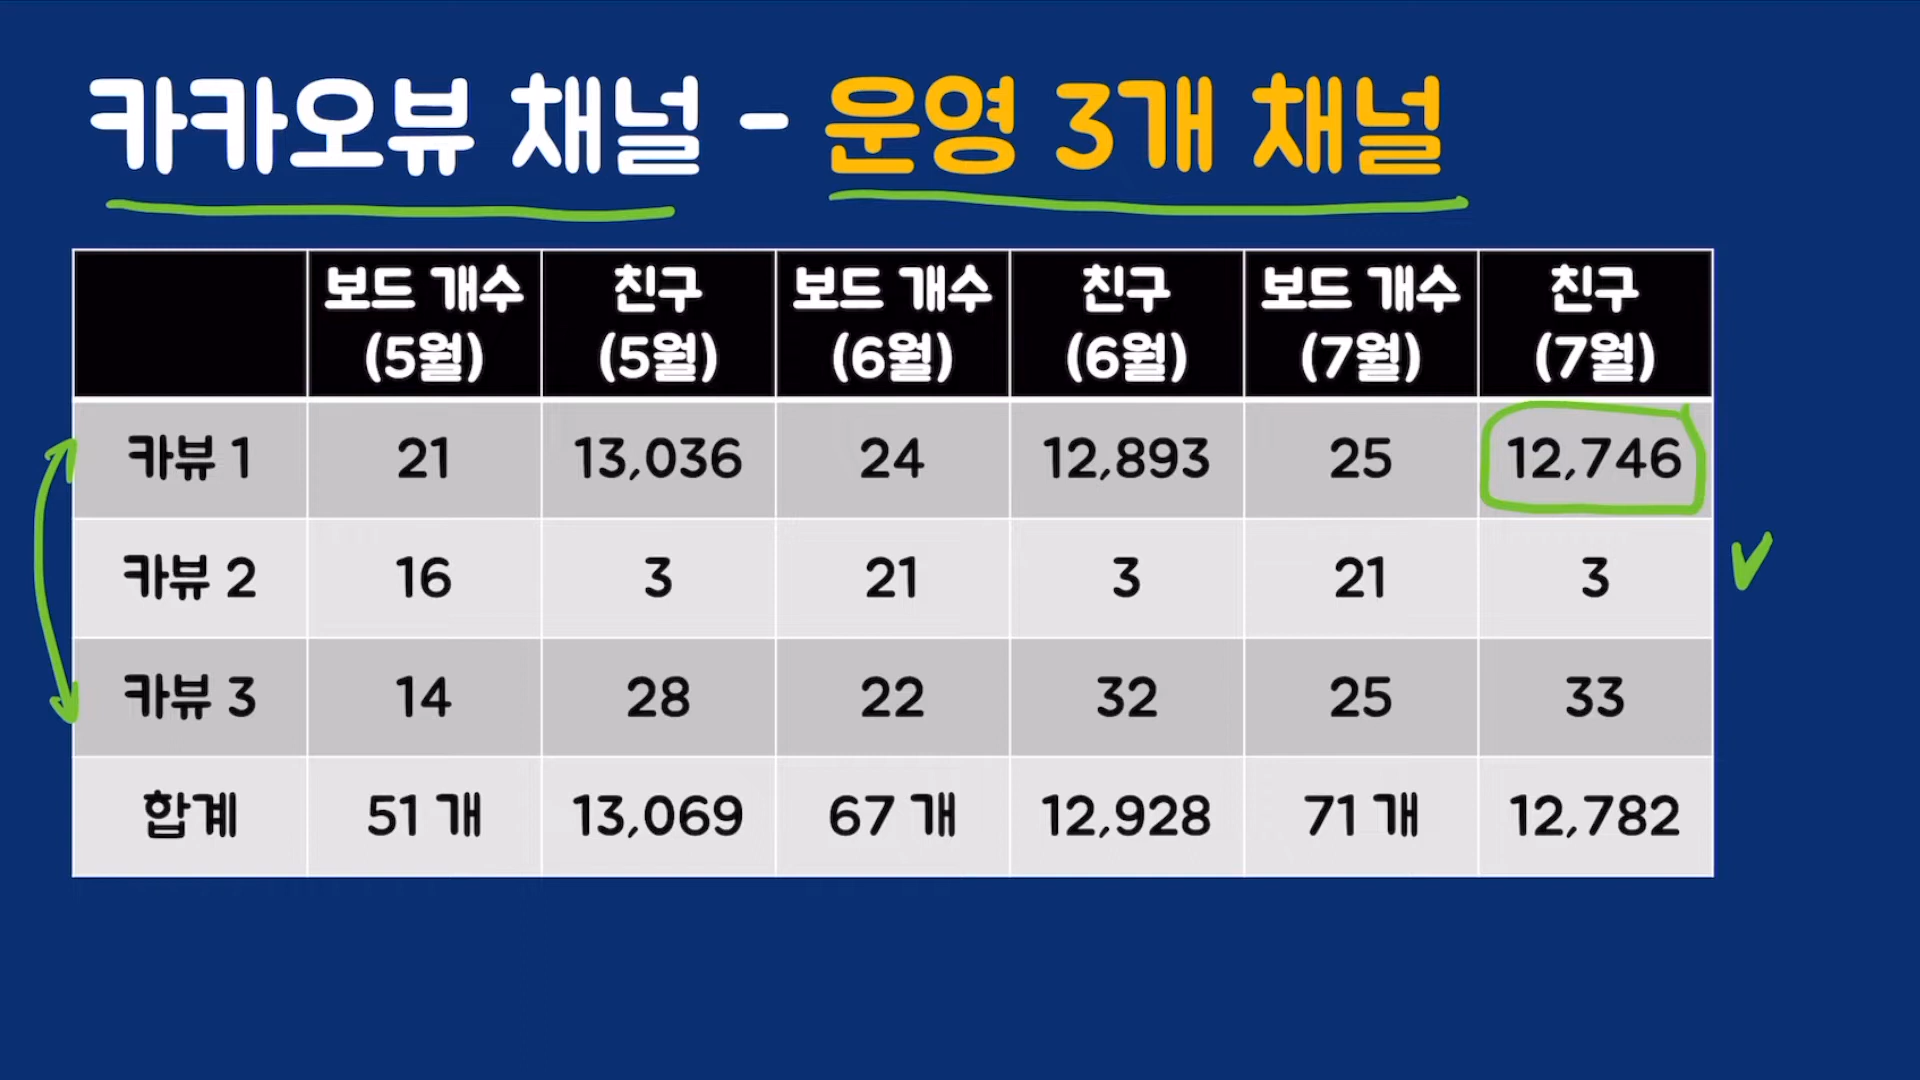 카카오뷰 채널 - 운영 3개 채널
보드 개수 (5월) 친구 (5월) 보드 개수 (6월) 친구 (6월) 보드 개수 (7월) 친구 (7월)
카뷰 1 21 13,036 24 12,893 25 12,746
카뷰 2 16 3 21 3 21 3
카뷰 3 14 28 22 32 25 33
합계 51 개 13,069 67 개 12,928 71 개 12,782